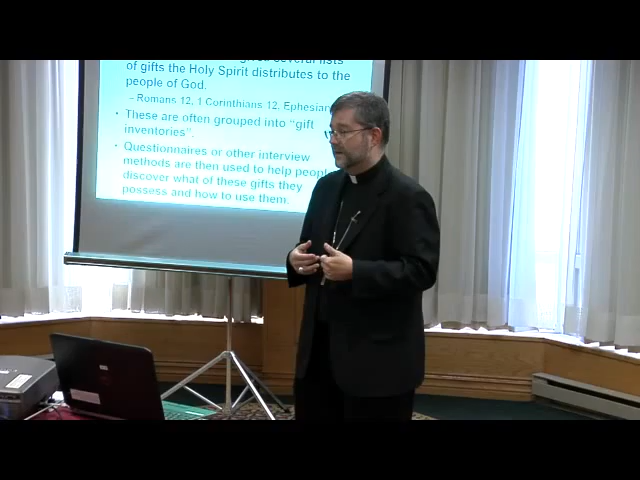 of gifts the Holy Spirit distributes to the
people of God.
– Romans 12, 1 Corinthians 12, Ephesian
• These are often grouped into “gift
inventories”.
• Questionnaires or other interview
methods are then used to help people
discover what of these gifts they
possess and how to use them.